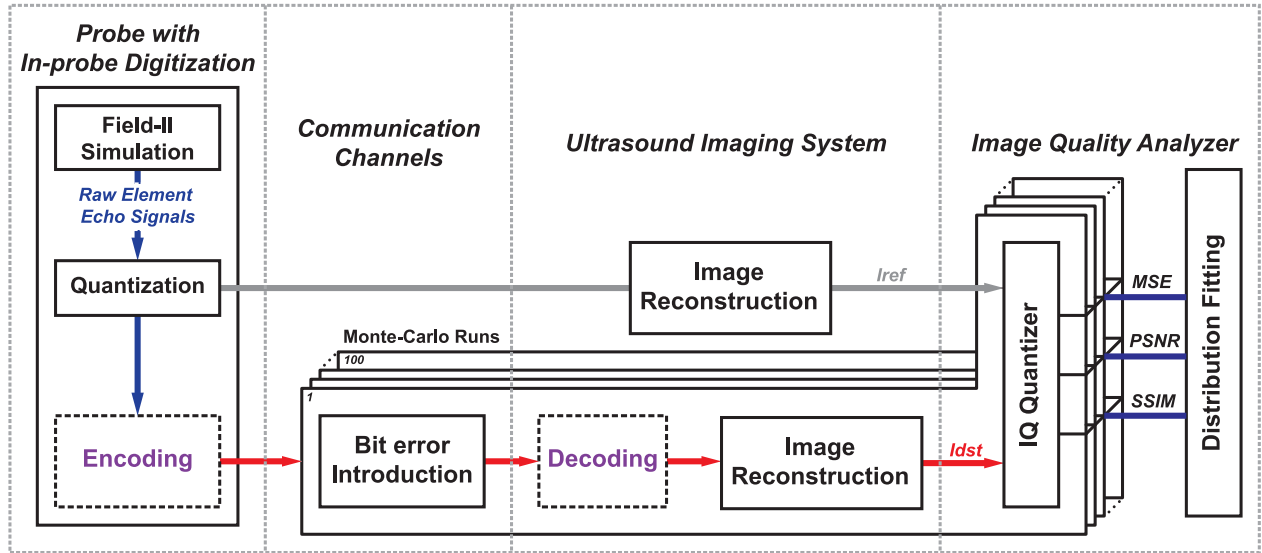 Probe with
In-probe Digitization
Communication
Channels
Ultrasound Imaging System
Image Quality Analyzer
Field-II
Simulation
Raw Element
Echo Signals
Quantization
Image
Reconstruction
Iref
Monte-Carlo Runs
100
1
Encoding
Bit error
Introduction
Decoding
Image
Reconstruction
Idst
IQ Quantizer
MSE
PSNR
SSIM
Distribution Fitting